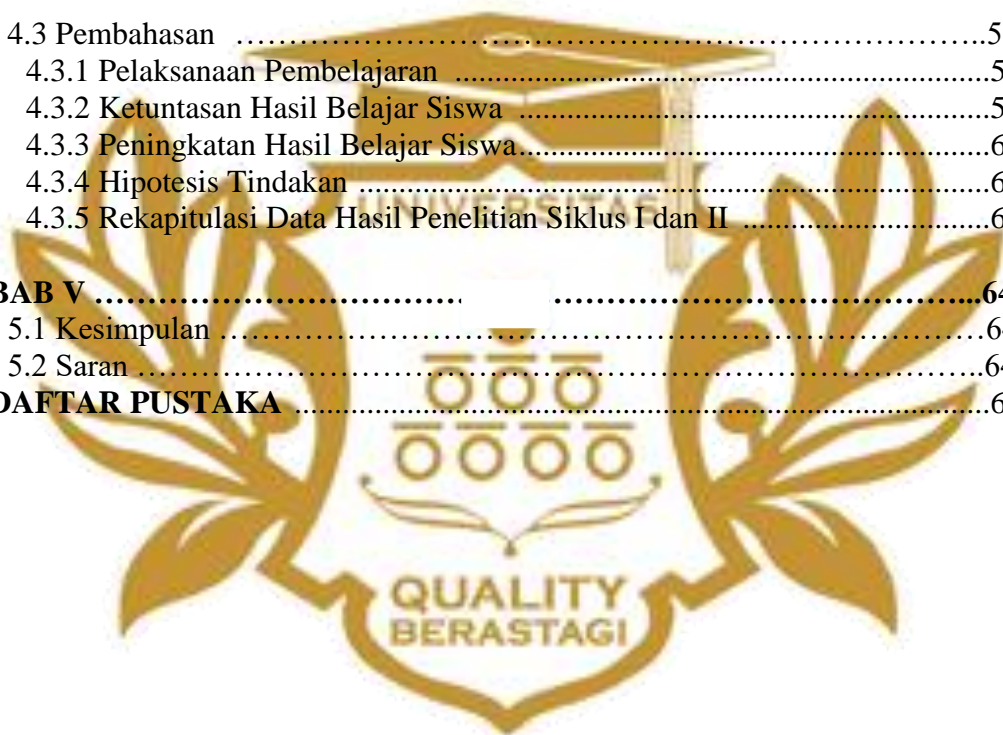 4.3 Pembahasan ……………………………………………………………..5
4.3.1 Pelaksanaan Pembelajaran ..........................................................5
4.3.2 Ketuntasan Hasil Belajar Siswa ..................................................5
4.3.3 Peningkatan Hasil Belajar Siswa.................................................6
4.3.4 Hipotesis Tindakan .....................................................................6
4.3.5 Rekapitulasi Data Hasil Penelitian Siklus I dan II ......................6
UNIVERSITAS
BAB V ………………………… ……………………………………...64
5.1 Kesimpulan ……………………………………………………………6
5.2 Saran …………………………………………………………………..64
DAFTAR PUSTAKA ..............................................................................6
QUALITY
BERASTAGI